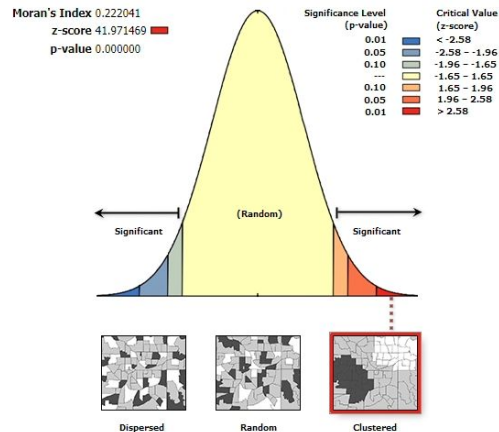 Moran's Index 0.222041
z-score 41.971469
p-value 0.000000
Significance Level
(p-value)
Critical Value
(z-score)
0.01 < -2.58
0.05 -2.58 – -1.96
0.10 -1.96 – -1.65
--- -1.65 – 1.65
0.10 1.65 – 1.96
0.05 1.96 – 2.58
0.01 > 2.58
(Random)
Significant
Significant
Dispersed
Random
Clustered